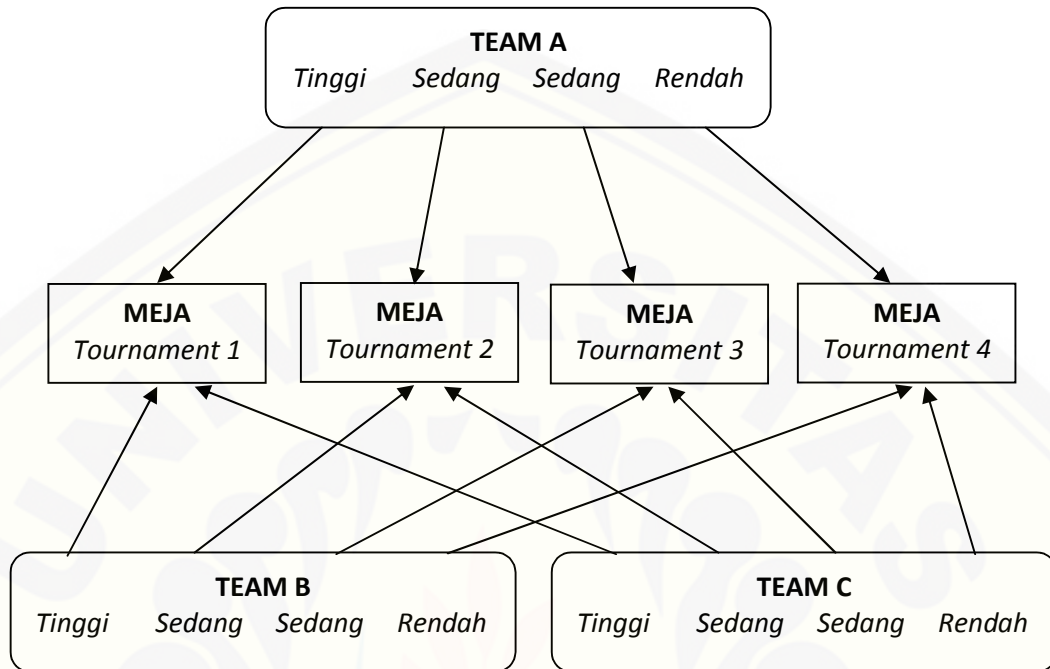 TEAM A
Tinggi Sedang Sedang Rendah
MEJA
Tournament 1
MEJA
Tournament 2
MEJA
Tournament 3
MEJA
Tournament 4
TEAM B
Tinggi Sedang Sedang Rendah
TEAM C
Tinggi Sedang Sedang Rendah
UNIVERSITAS